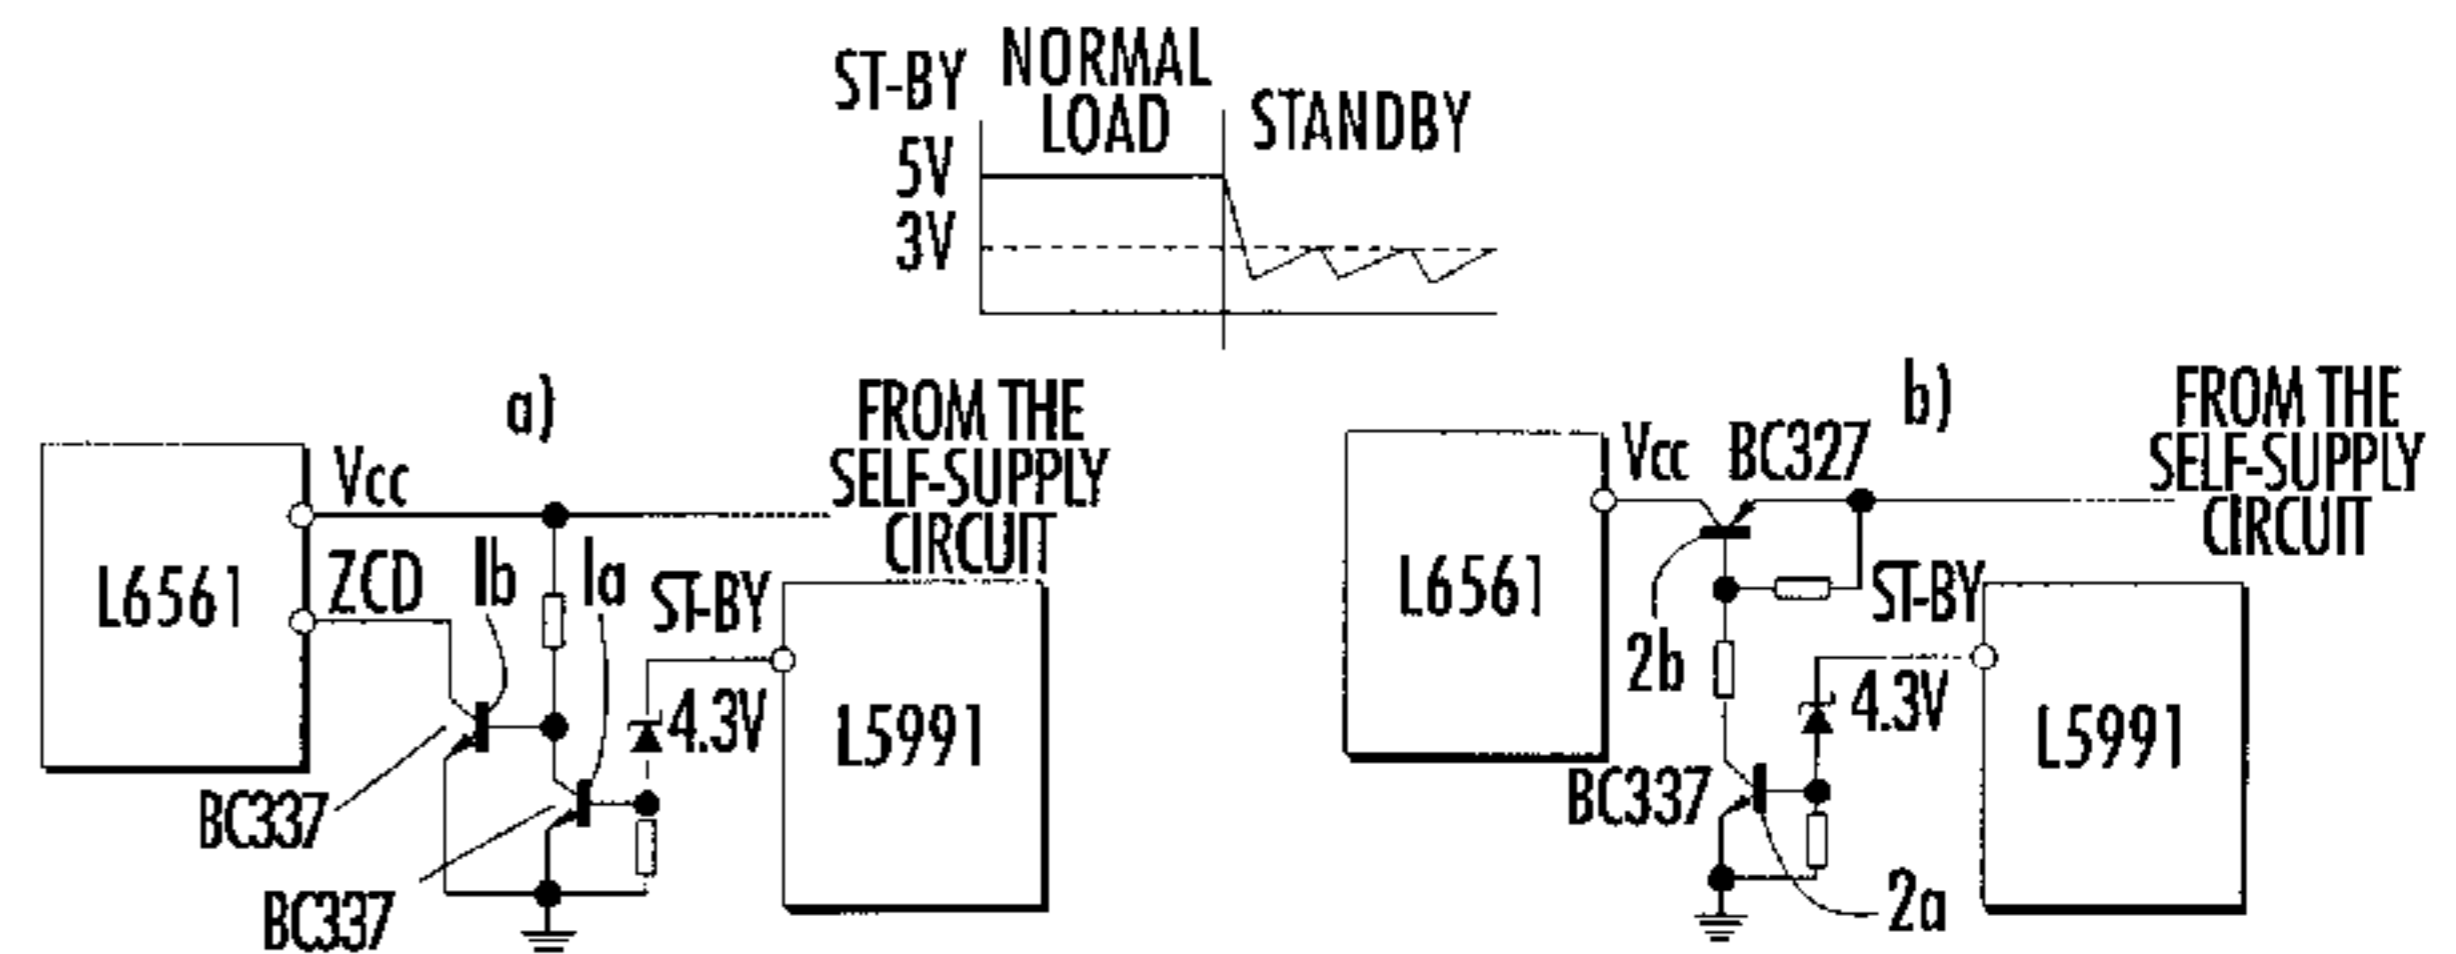 ST-BY
NORMAL
LOAD
STANDBY
5V
3V
a)
FROM THE
SELF-SUPPLY
CIRCUIT
Vcc
ZCD
Ib
Ia
ST-BY
L6561
4.3V
L5991
BC337
BC337
b)
FROM THE
SELF-SUPPLY
CIRCUIT
Vcc
BC327
L6561
ST-BY
2b
4.3V
L5991
BC337
2a